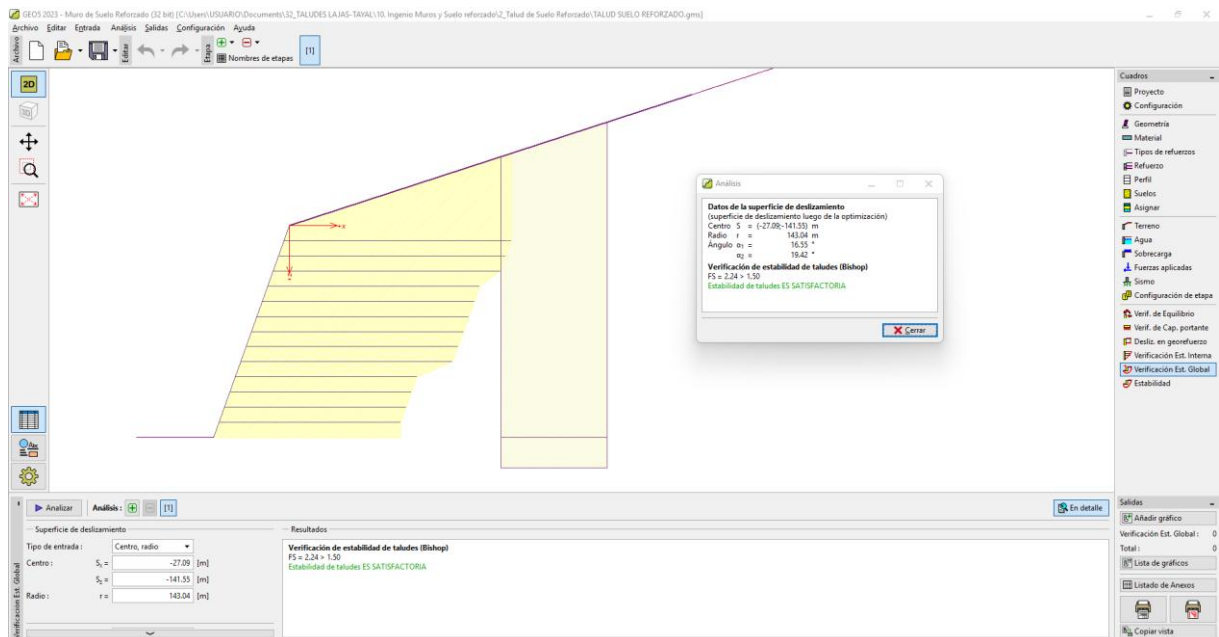 GEO5 2023 - Muro de Suelo Reforzado (32 bit) [C:\Users\USUARIO\Documents\32_TALUDES LAJAS-TAYAL\10. Ingenio Muros y Suelo reforzado\2_Talud de Suelo Reforzado\TALUD SUELO REFORZADO.gms]
Archivo Editar Entrada Análisis Salidas Configuración Ayuda
Archivo
Editar
Etapa
Nombres de etapas
[1]
2D
3D
+x
+z
Análisis
Datos de la superficie de deslizamiento
(superficie de deslizamiento luego de la optimización)
Centro S = (-27.09;-141.55) m
Radio r = 143.04 m
Ángulo α1 = 16.55 °
α2 = 19.42 °
Verificación de estabilidad de taludes (Bishop)
FS = 2.24 > 1.50
Estabilidad de taludes ES SATISFACTORIA
Cerrar
Cuadros
Proyecto
Configuración
Geometría
Material
Tipos de refuerzos
Refuerzo
Perfil
Suelos
Asignar
Terreno
Agua
Sobrecarga
Fuerzas aplicadas
Sismo
Configuración de etapa
Verif. de Equilibrio
Verif. de Cap. portante
Desliz. en georefuerzo
Verificación Est. Interna
Verificación Est. Global
Estabilidad
Analizar Análisis : [1] En detalle
Superficie de deslizamiento
Tipo de entrada : Centro, radio
Centro : Sx = -27.09 [m]
Sz = -141.55 [m]
Radio : r = 143.04 [m]
Verificación Est. Global
Resultados
Verificación de estabilidad de taludes (Bishop)
FS = 2.24 > 1.50
Estabilidad de taludes ES SATISFACTORIA
Salidas
Añadir gráfico
Verificación Est. Global : 0
Total : 0
Lista de gráficos
Listado de Anexos
Copiar vista